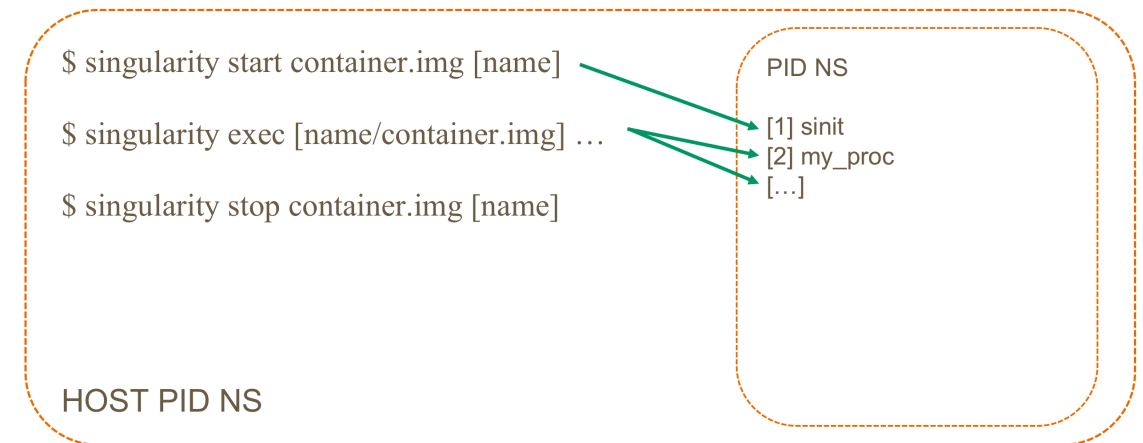 $ singularity start container.img [name]
$ singularity exec [name/container.img] …
$ singularity stop container.img [name]
HOST PID NS
PID NS
[1] sinit
[2] my_proc
[…]